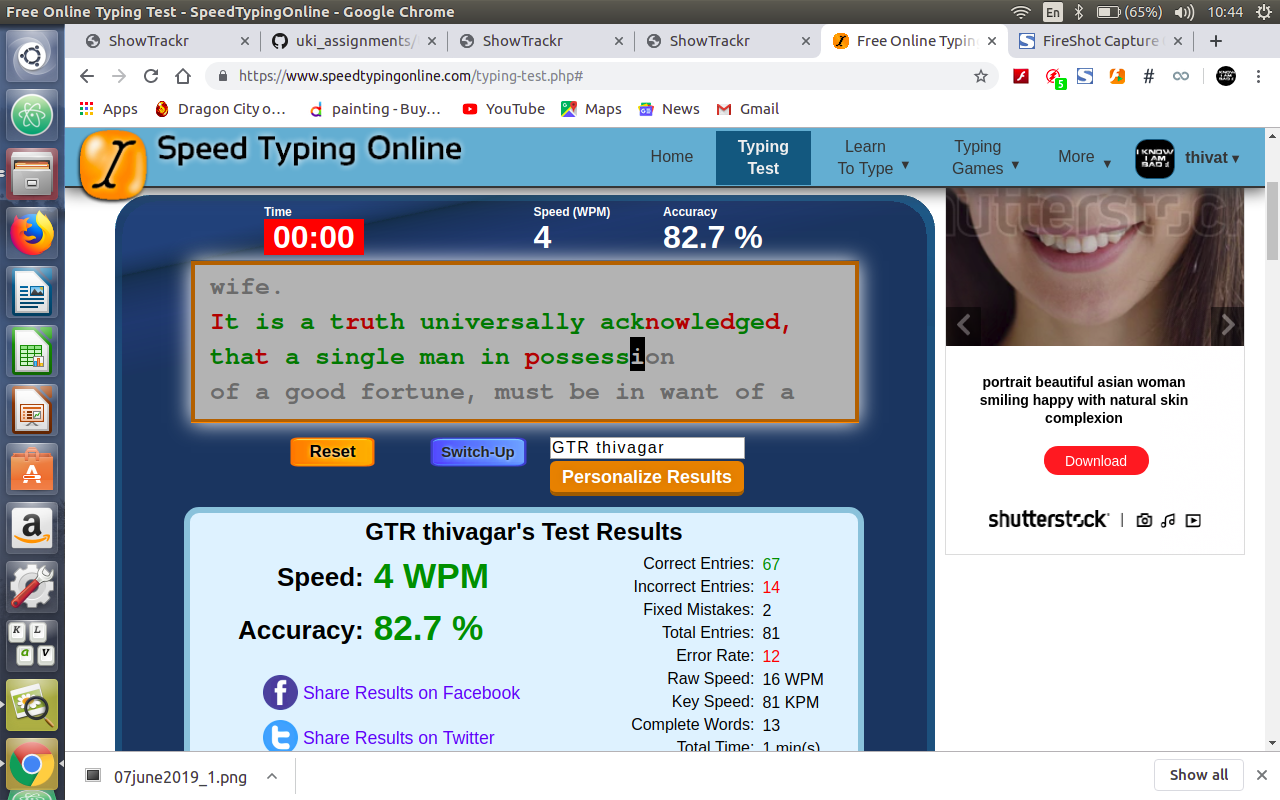 Free Online Typing Test - SpeedTypingOnline - Google Chrome
En
(65%)
10:44
ShowTrackr
uki_assignments/
ShowTrackr
ShowTrackr
Free Online Typin
FireShot Capture
https://www.speedtypingonline.com/typing-test.php#
5
#
Apps
Dragon City o…
painting - Buy…
YouTube
Maps
News
Gmail
Speed Typing Online
Home
Typing
Test
Learn
To Type
Typing
Games
More
I KNOW
I AM
BAD
thivat
Time
00:00
Speed (WPM)
4
Accuracy
82.7 %
wife.
It is a truth universally acknowledged,
that a single man in possession
of a good fortune, must be in want of a
Reset
Switch-Up
GTR thivagar
Personalize Results
GTR thivagar's Test Results
Speed: 4 WPM
Accuracy: 82.7 %
Share Results on Facebook
Share Results on Twitter
Correct Entries: 67
Incorrect Entries: 14
Fixed Mistakes: 2
Total Entries: 81
Error Rate: 12
Raw Speed: 16 WPM
Key Speed: 81 KPM
Complete Words: 13
Total Time: 1 min(s)
shutterstock
portrait beautiful asian woman
smiling happy with natural skin
complexion
Download
shutterstock
07june2019_1.png
Show all